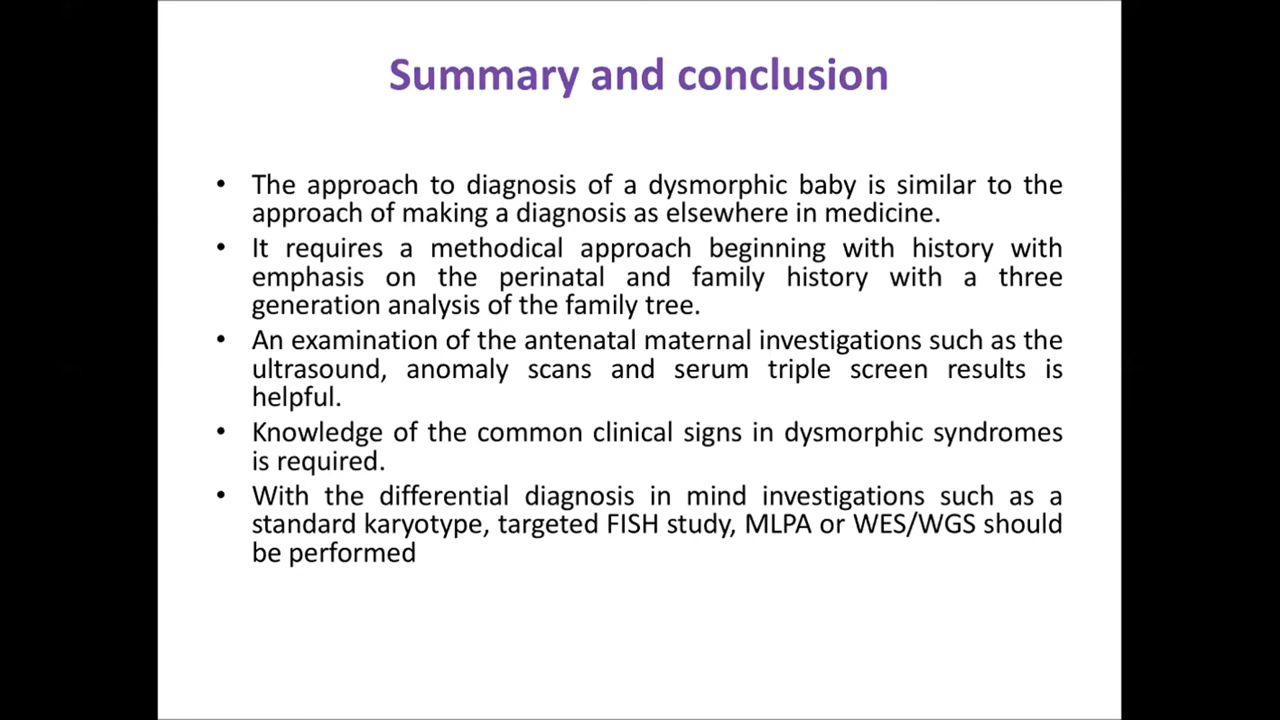 Summary and conclusion
• The approach to diagnosis of a dysmorphic baby is similar to the
approach of making a diagnosis as elsewhere in medicine.
• It requires a methodical approach beginning with history with
emphasis on the perinatal and family history with a three
generation analysis of the family tree.
• An examination of the antenatal maternal investigations such as the
ultrasound, anomaly scans and serum triple screen results is
helpful.
• Knowledge of the common clinical signs in dysmorphic syndromes
is required.
• With the differential diagnosis in mind investigations such as a
standard karyotype, targeted FISH study, MLPA or WES/WGS should
be performed